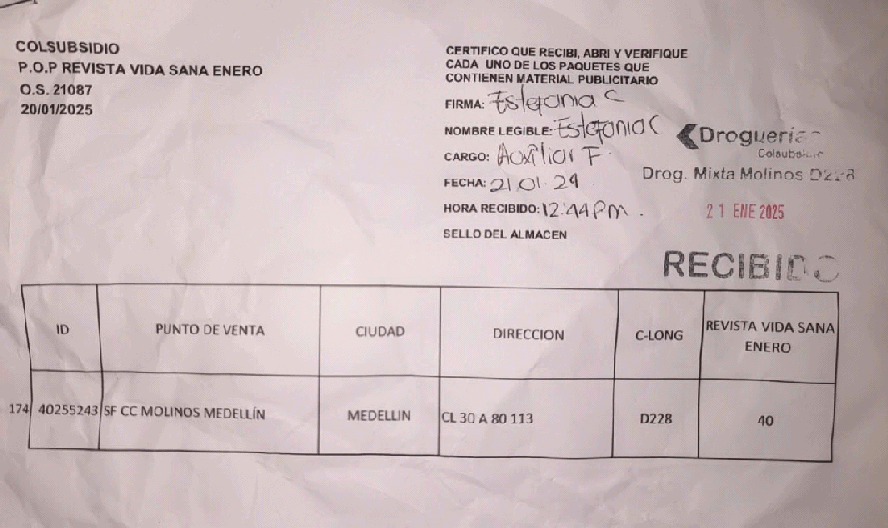 COLSUBSIDIO
P.O.P REVISTA VIDA SANA ENERO
O.S. 21087
20/01/2025
CERTIFICO QUE RECIBI, ABRI Y VERIFIQUE
CADA UNO DE LOS PAQUETES QUE
CONTIENEN MATERIAL PUBLICITARIO
FIRMA: Estefania C
NOMBRE LEGIBLE: Estefania C
CARGO: Auxiliar F.
FECHA: 21.01.29
HORA RECIBIDO: 12:44 Pm.
SELLO DEL ALMACEN
Droguerias
Colsubsidio
Drog. Mixta Molinos D228
21 ENE 2025
RECIBIDO
ID PUNTO DE VENTA CIUDAD DIRECCION C-LONG REVISTA VIDA SANA
ENERO
174 40255243 SF CC MOLINOS MEDELLÍN MEDELLIN CL 30 A 80 113 D228 40